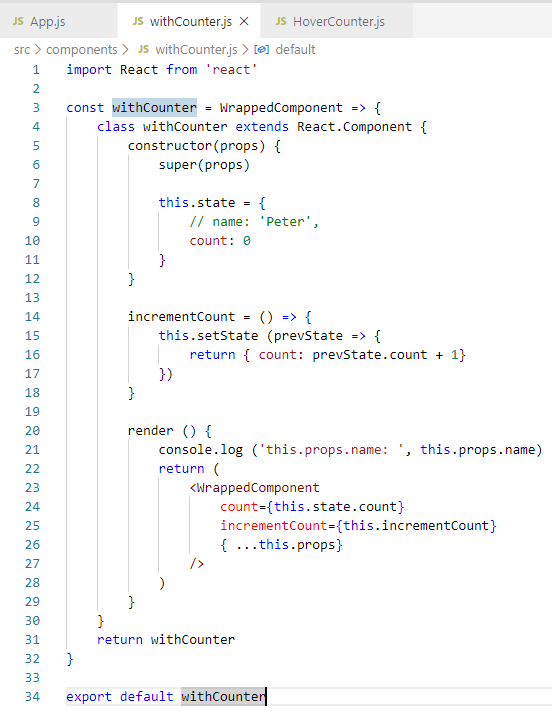 JS App.js JS withCounter.js × JS HoverCounter.js
src > components > JS withCounter.js > default
1 import React from 'react'
2
3 const withCounter = WrappedComponent => {
4 class withCounter extends React.Component {
5 constructor(props) {
6 super(props)
7
8 this.state = {
9 // name: 'Peter',
10 count: 0
11 }
12 }
13
14 incrementCount = () => {
15 this.setState (prevState => {
16 return { count: prevState.count + 1}
17 })
18 }
19
20 render () {
21 console.log ('this.props.name: ', this.props.name)
22 return (
23 <WrappedComponent
24 count={this.state.count}
25 incrementCount={this.incrementCount}
26 { ...this.props}
27 />
28 )
29 }
30 }
31 return withCounter
32 }
33
34 export default withCounter